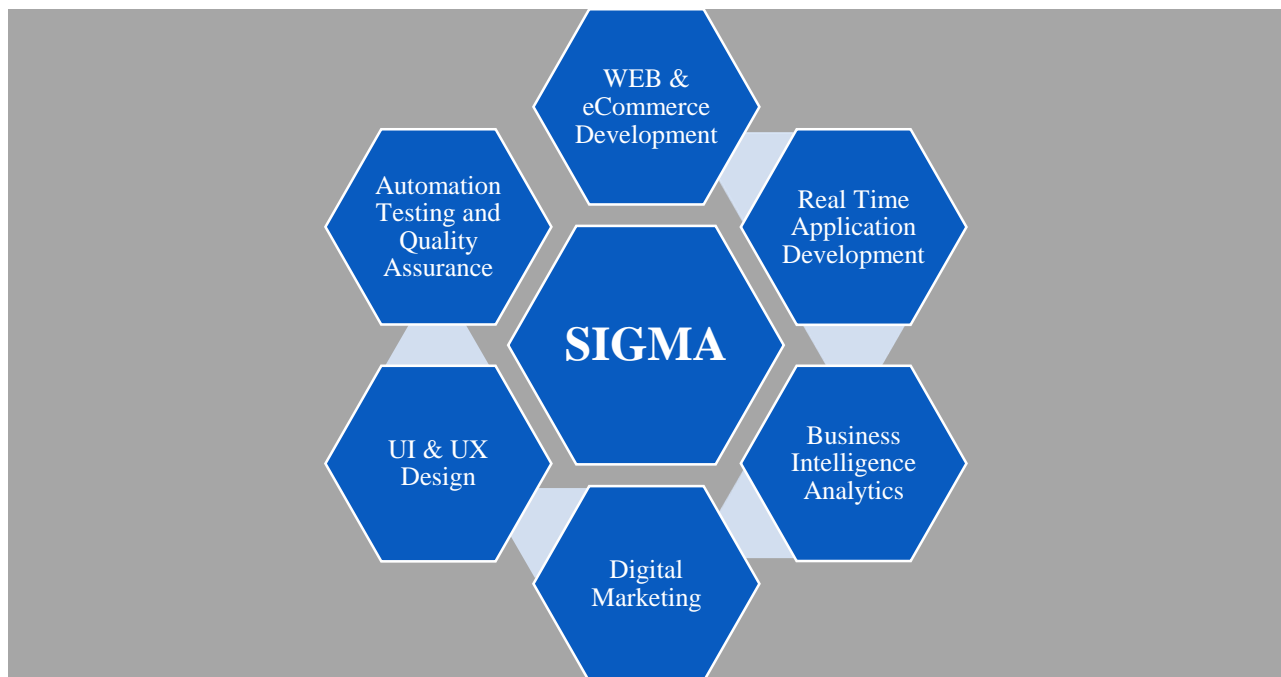 WEB &
eCommerce
Development
Real Time
Application
Development
Business
Intelligence
Analytics
Digital
Marketing
UI & UX
Design
Automation
Testing and
Quality
Assurance
SIGMA